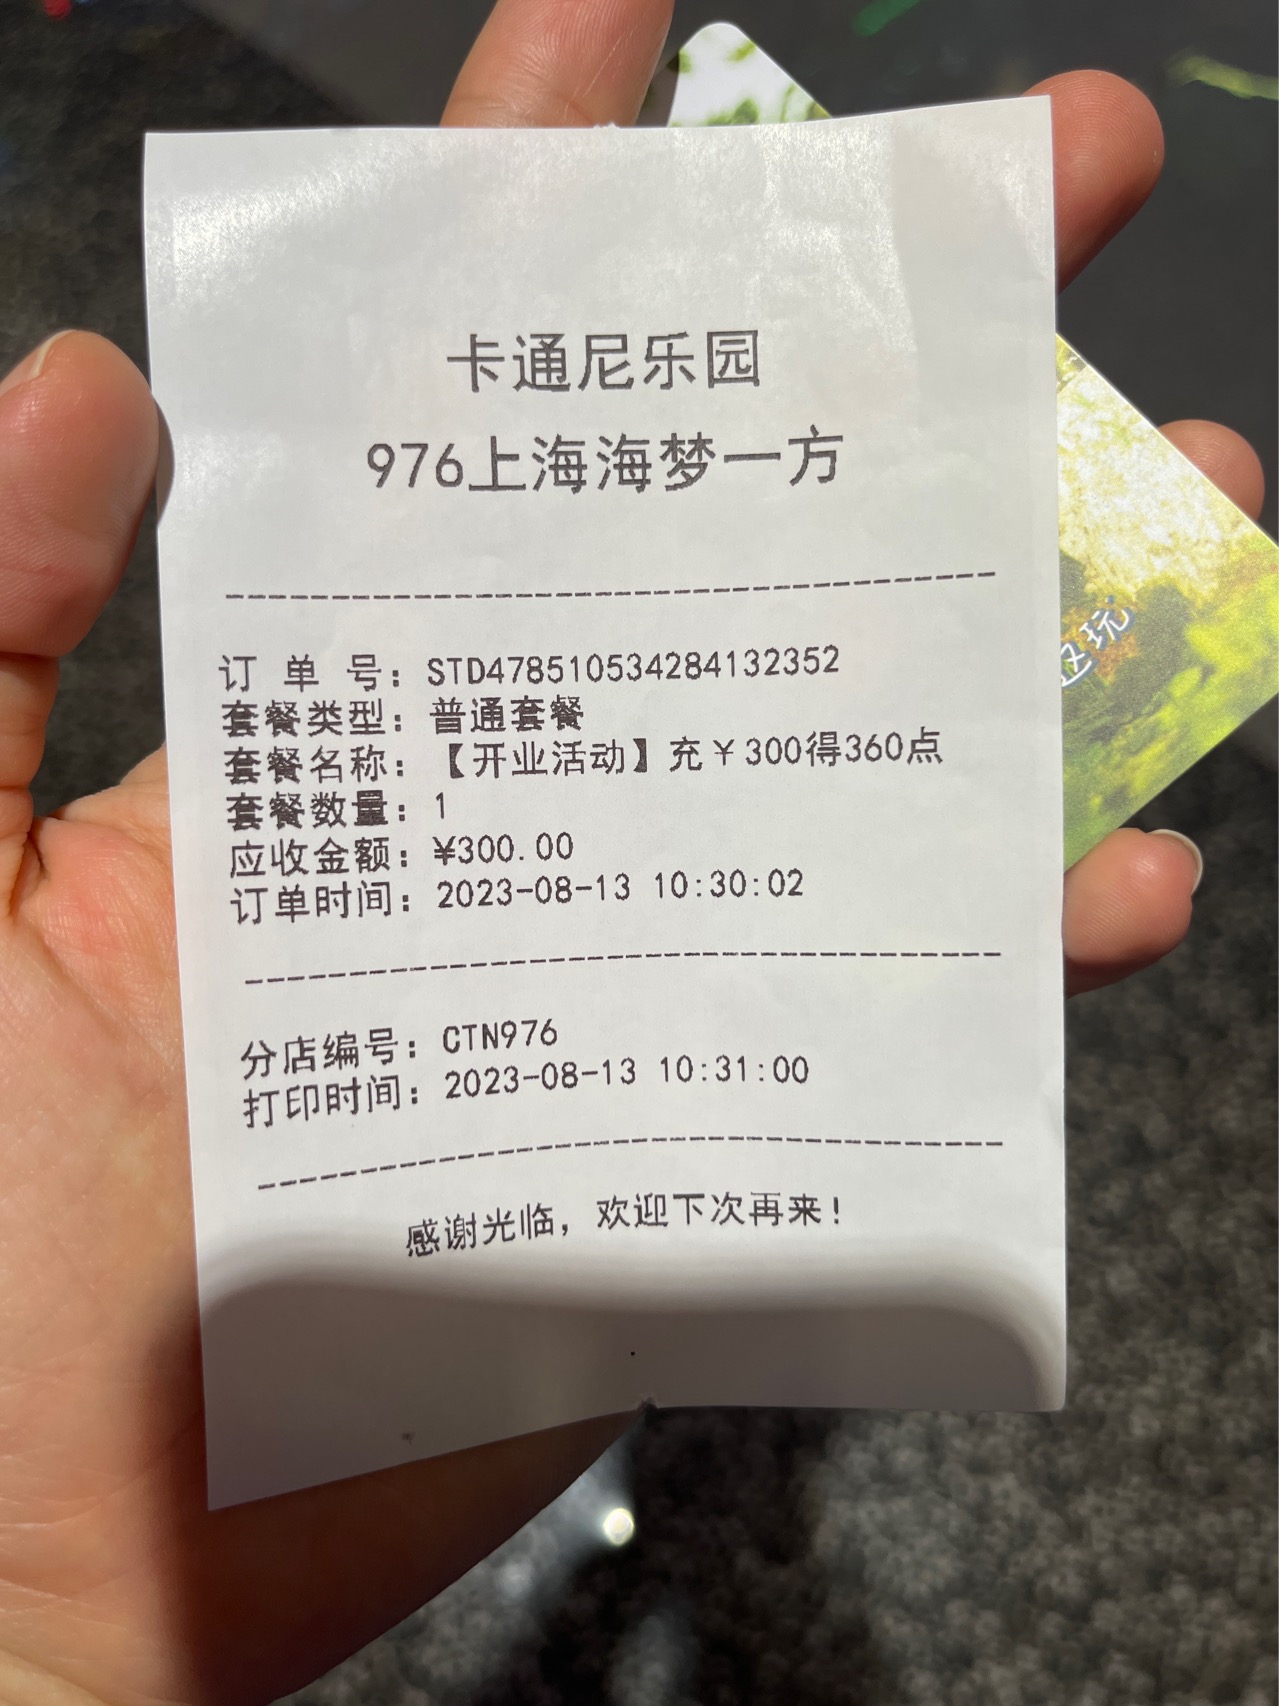 卡通尼乐园
976上海海梦一方
订 单 号：STD478510534284132352
套餐类型：普通套餐
套餐名称：【开业活动】充￥300得360点
套餐数量：1
应收金额：¥300.00
订单时间：2023-08-13 10:30:02
分店编号：CTN976
打印时间：2023-08-13 10:31:00
感谢光临，欢迎下次再来！
这玩